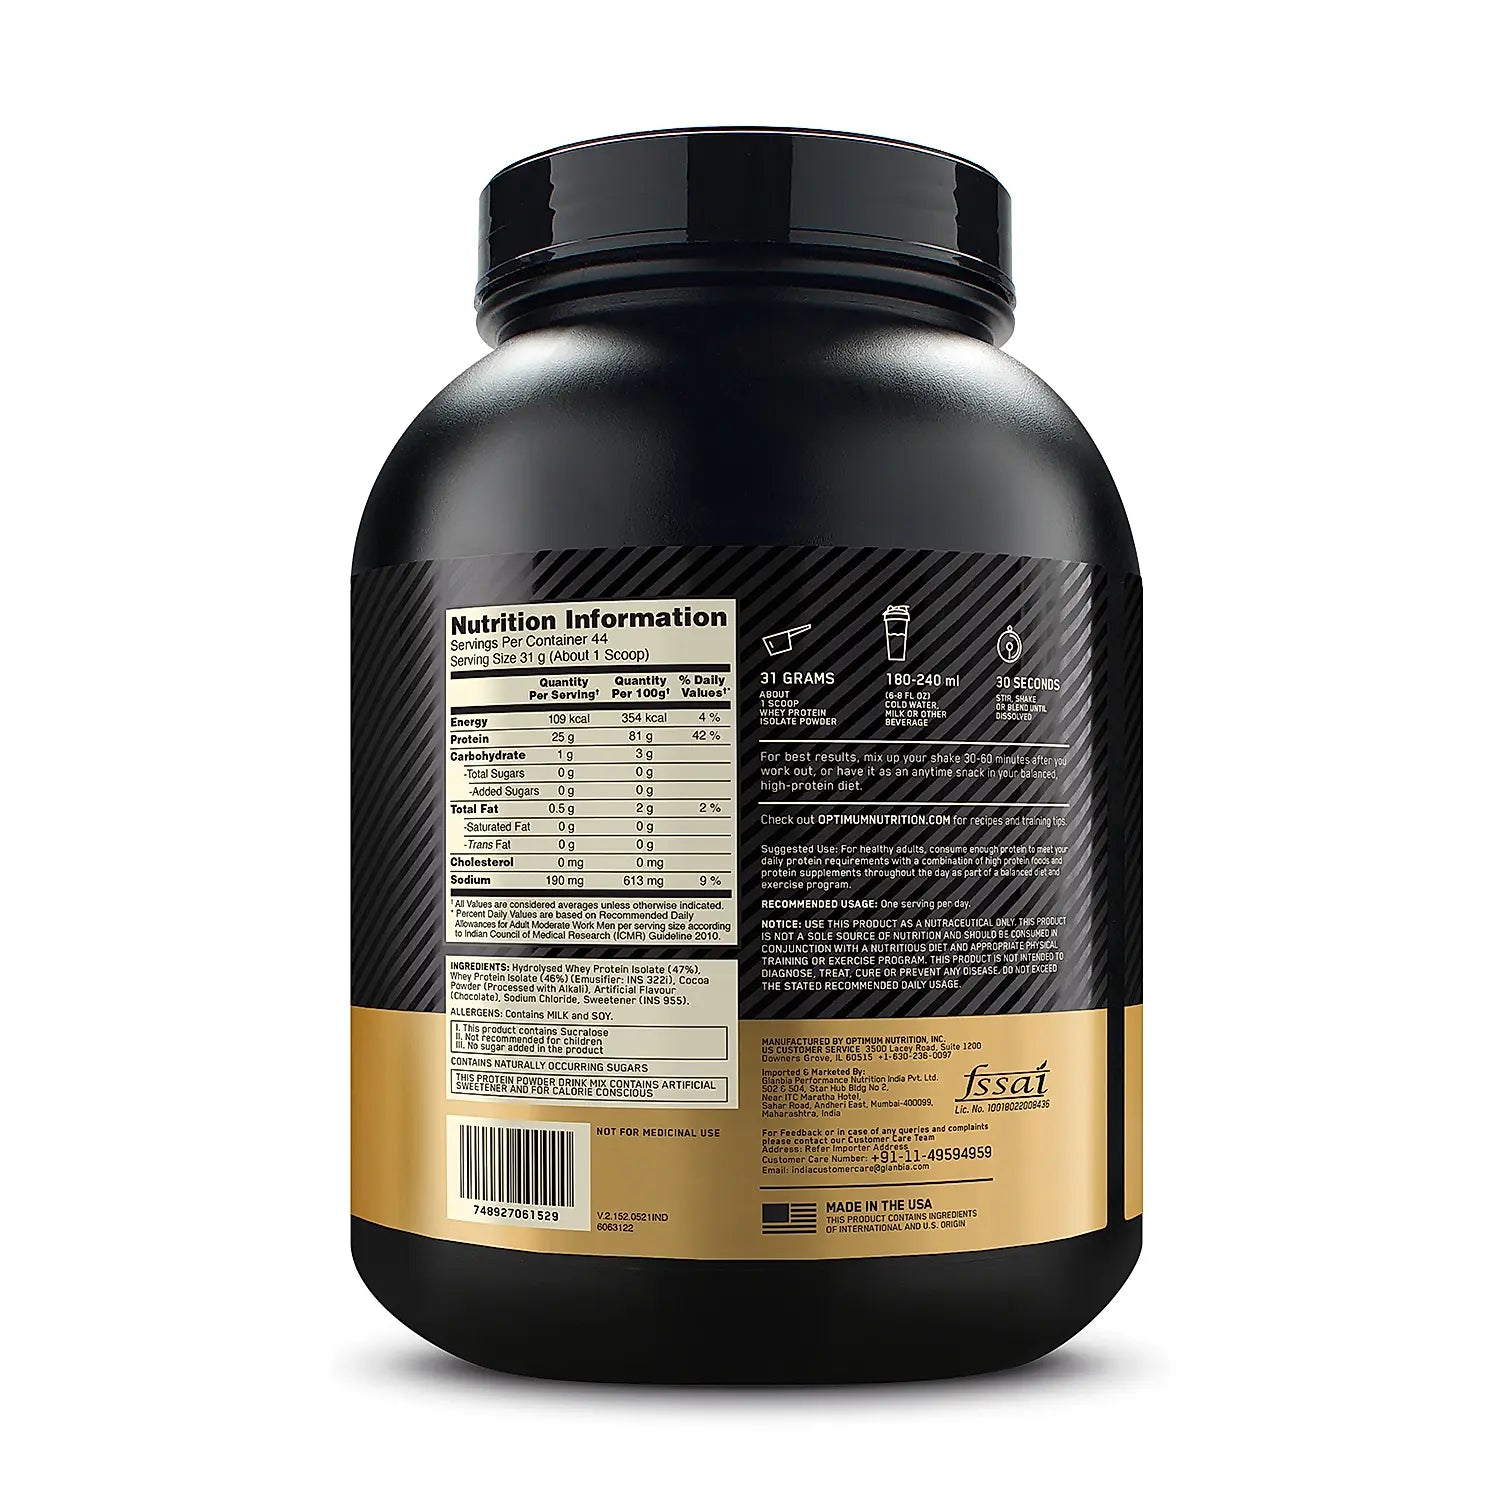 Nutrition Information
Servings Per Container 44
Serving Size 31 g (About 1 Scoop)
Quantity Per Serving† Quantity Per 100g† % Daily Values†*
Energy 109 kcal 354 kcal 4 %
Protein 25 g 81 g 42 %
Carbohydrate 1 g 3 g
-Total Sugars 0 g 0 g
-Added Sugars 0 g 0 g
Total Fat 0.5 g 2 g 2 %
-Saturated Fat 0 g 0 g
-Trans Fat 0 g 0 g
Cholesterol 0 mg 0 mg
Sodium 190 mg 613 mg 9 %
† All Values are considered averages unless otherwise indicated.
* Percent Daily Values are based on Recommended Daily
Allowances for Adult Moderate Work Men per serving size according
to Indian Council of Medical Research (ICMR) Guideline 2010.
INGREDIENTS: Hydrolysed Whey Protein Isolate (47%),
Whey Protein Isolate (46%) (Emusifier: INS 322i), Cocoa
Powder (Processed with Alkali), Artificial Flavour
(Chocolate), Sodium Chloride, Sweetener (INS 955).
ALLERGENS: Contains MILK and SOY.
I. This product contains Sucralose
II. Not recommended for children
III. No sugar added in the product
CONTAINS NATURALLY OCCURRING SUGARS
THIS PROTEIN POWDER DRINK MIX CONTAINS ARTIFICIAL
SWEETENER AND FOR CALORIE CONSCIOUS
748927061529
NOT FOR MEDICINAL USE
V.2.152.0521IND
6063122
31 GRAMS
ABOUT
1 SCOOP
WHEY PROTEIN
ISOLATE POWDER
180-240 ml
(6-8 FL OZ)
COLD WATER,
MILK OR OTHER
BEVERAGE
30 SECONDS
STIR, SHAKE
OR BLEND UNTIL
DISSOLVED
For best results, mix up your shake 30-60 minutes after you
work out, or have it as an anytime snack in your balanced,
high-protein diet.
Check out OPTIMUMNUTRITION.COM for recipes and training tips.
Suggested Use: For healthy adults, consume enough protein to meet your
daily protein requirements with a combination of high protein foods and
protein supplements throughout the day as part of a balanced diet and
exercise program.
RECOMMENDED USAGE: One serving per day.
NOTICE: USE THIS PRODUCT AS A NUTRACEUTICAL ONLY. THIS PRODUCT
IS NOT A SOLE SOURCE OF NUTRITION AND SHOULD BE CONSUMED IN
CONJUNCTION WITH A NUTRITIOUS DIET AND APPROPRIATE PHYSICAL
TRAINING OR EXERCISE PROGRAM. THIS PRODUCT IS NOT INTENDED TO
DIAGNOSE, TREAT, CURE OR PREVENT ANY DISEASE. DO NOT EXCEED
THE STATED RECOMMENDED DAILY USAGE.
MANUFACTURED BY OPTIMUM NUTRITION, INC.
US CUSTOMER SERVICE 3500 Lacey Road, Suite 1200
Downers Grove, IL 60515 +1-630-236-0097
Imported & Marketed By:
Glanbia Performance Nutrition India Pvt. Ltd.
502 & 504, Star Hub Bldg No 2,
Near ITC Maratha Hotel,
Sahar Road, Andheri East, Mumbai-400099,
Maharashtra, India
fssai
Lic. No. 10018022008436
For Feedback or in case of any queries and complaints
please contact our Customer Care Team
Address: Refer Importer Address
Customer Care Number: +91-11-49594959
Email: indiacustomercare@glanbia.com
MADE IN THE USA
THIS PRODUCT CONTAINS INGREDIENTS
OF INTERNATIONAL AND U.S. ORIGIN